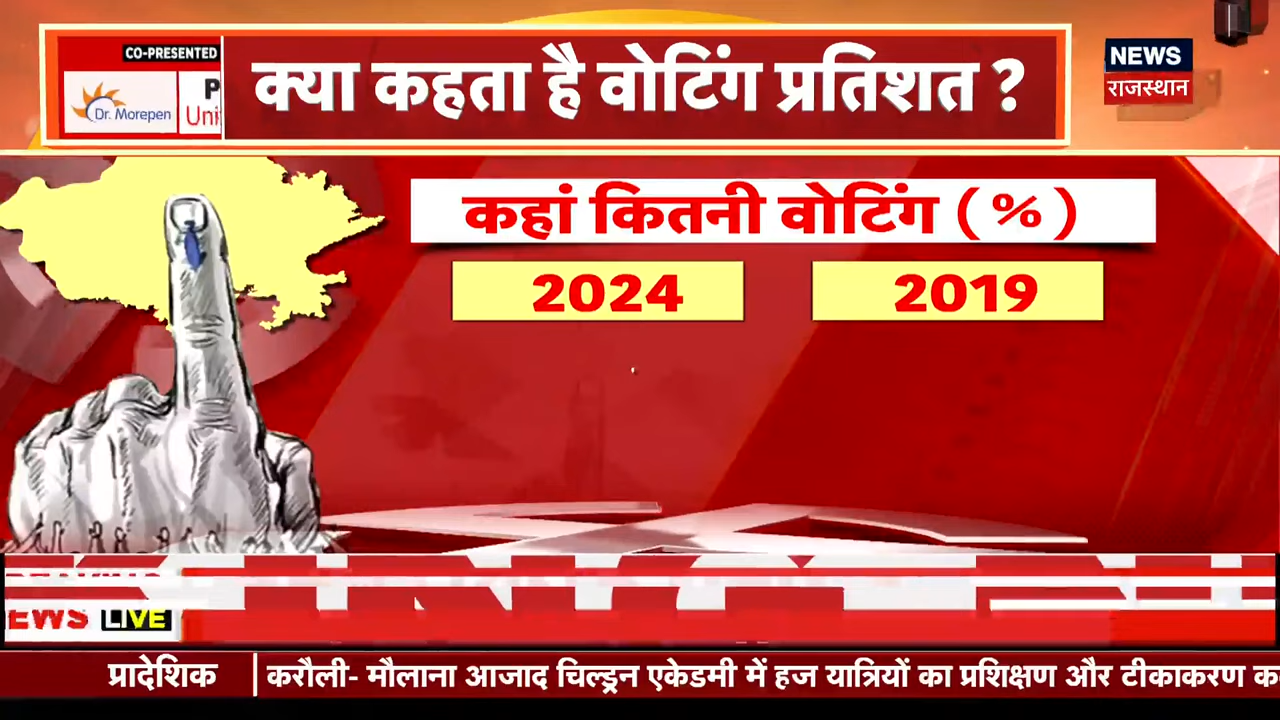 CO-PRESENTED
Dr. Morepen
क्या कहता है वोटिंग प्रतिशत ?
NEWS
राजस्थान
कहां कितनी वोटिंग ( % )
2024
2019
LIVE
प्रादेशिक
करौली- मौलाना आजाद चिल्ड्रन एकेडमी में हज यात्रियों का प्रशिक्षण और टीकाकरण